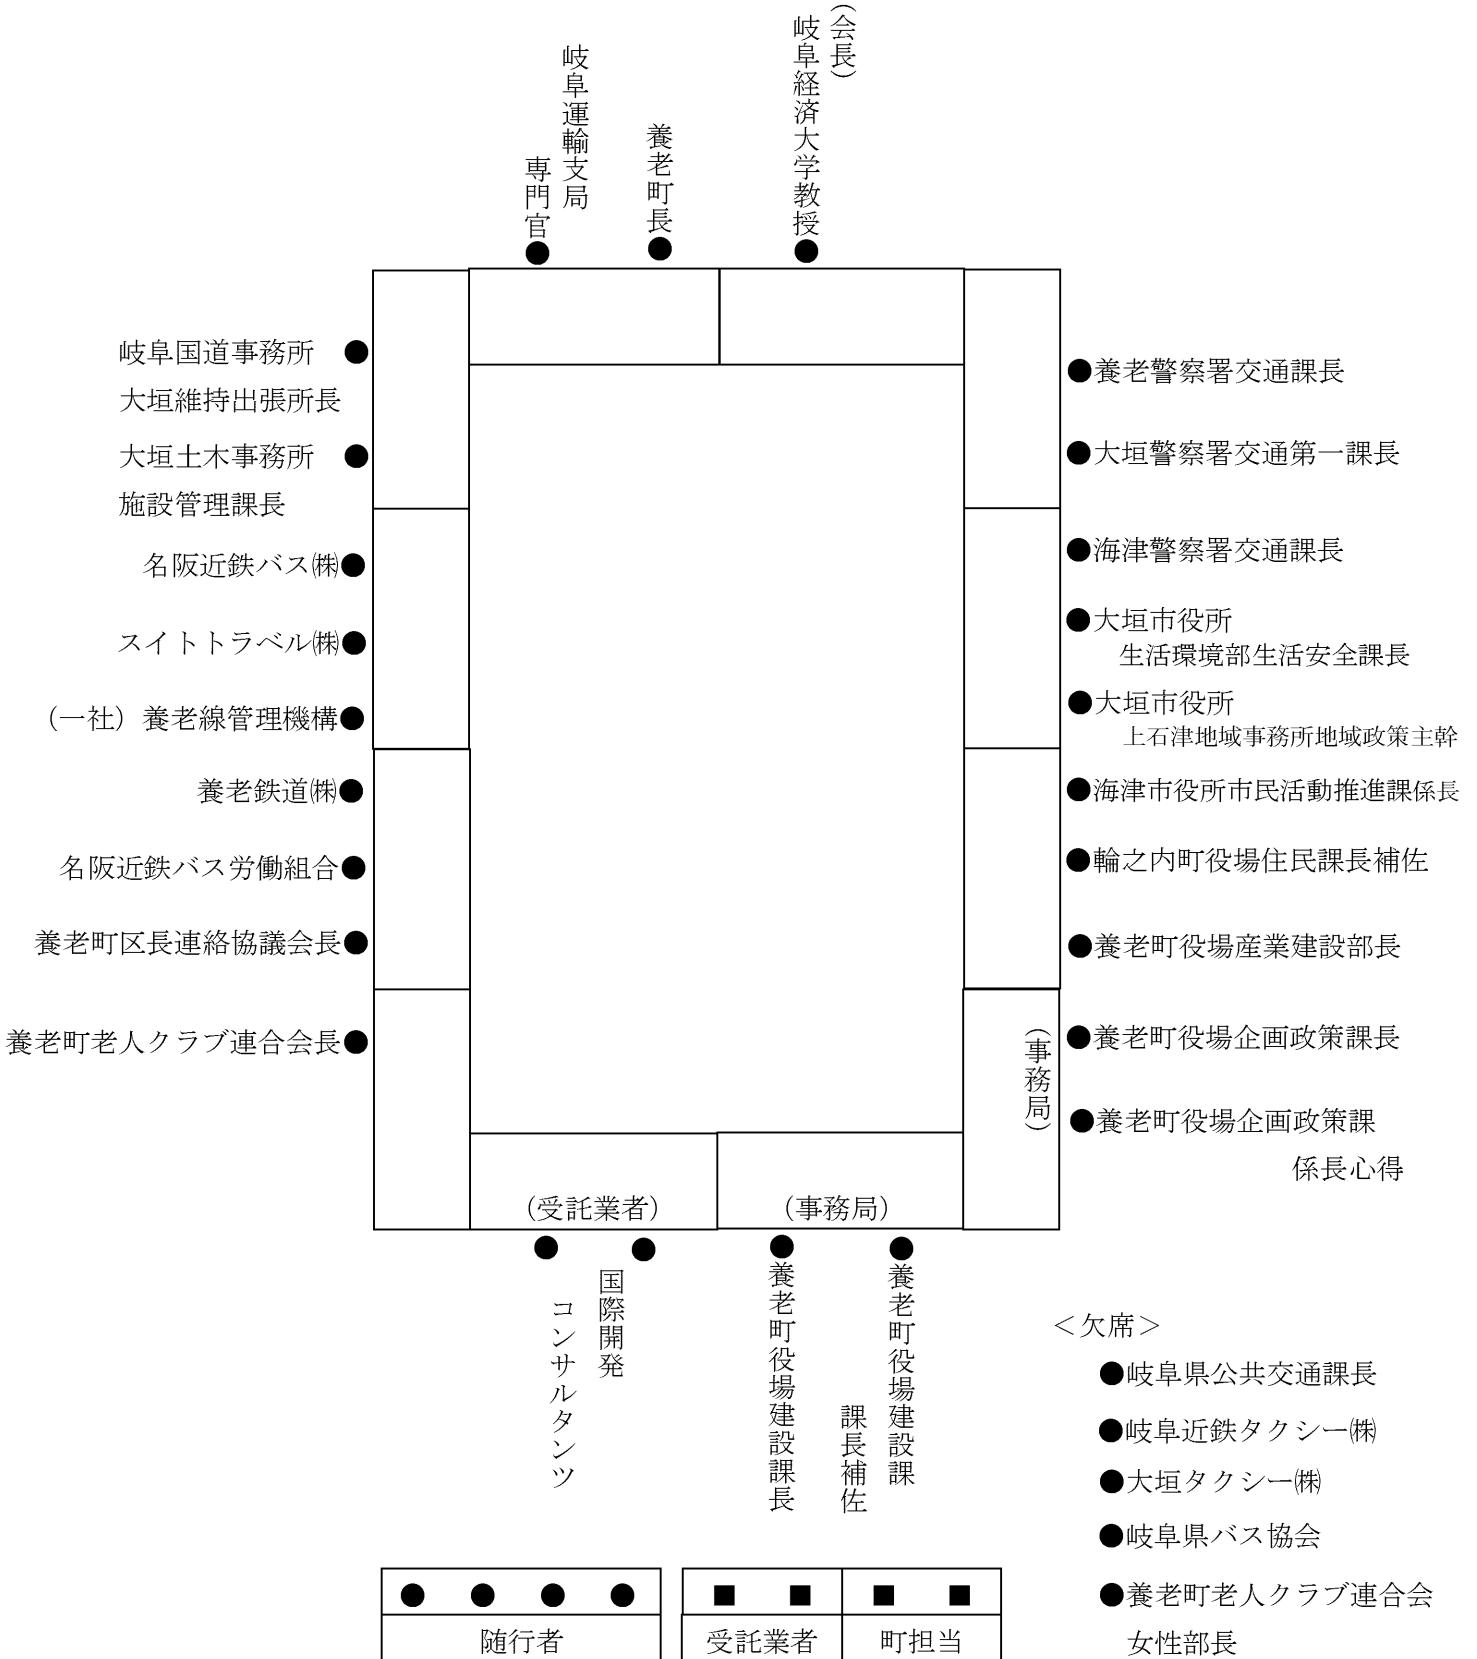 (会長)
岐阜経済大学教授
養老町長
岐阜運輸支局
専門官
岐阜国道事務所
大垣維持出張所長
大垣土木事務所
施設管理課長
名阪近鉄バス㈱
スイトトラベル㈱
（一社）養老線管理機構
養老鉄道㈱
名阪近鉄バス労働組合
養老町区長連絡協議会長
養老町老人クラブ連合会長
養老警察署交通課長
大垣警察署交通第一課長
海津警察署交通課長
大垣市役所
生活環境部生活安全課長
大垣市役所
上石津地域事務所地域政策主幹
海津市役所市民活動推進課係長
輪之内町役場住民課長補佐
養老町役場産業建設部長
(事務局)
養老町役場企画政策課長
養老町役場企画政策課
係長心得
(受託業者)
(事務局)
国際開発
コンサルタンツ
養老町役場建設課長
養老町役場建設課
課長補佐
＜欠席＞
岐阜県公共交通課長
岐阜近鉄タクシー㈱
大垣タクシー㈱
岐阜県バス協会
養老町老人クラブ連合会
女性部長
随行者
受託業者
町担当